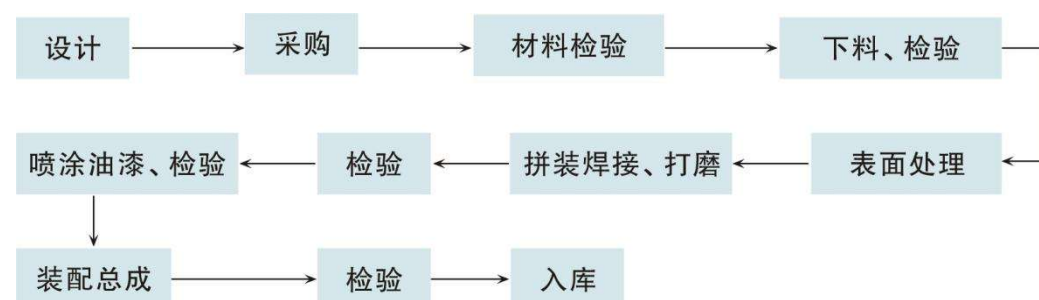 设计
采购
材料检验
下料、检验
表面处理
拼装焊接、打磨
检验
喷涂油漆、检验
装配总成
检验
入库